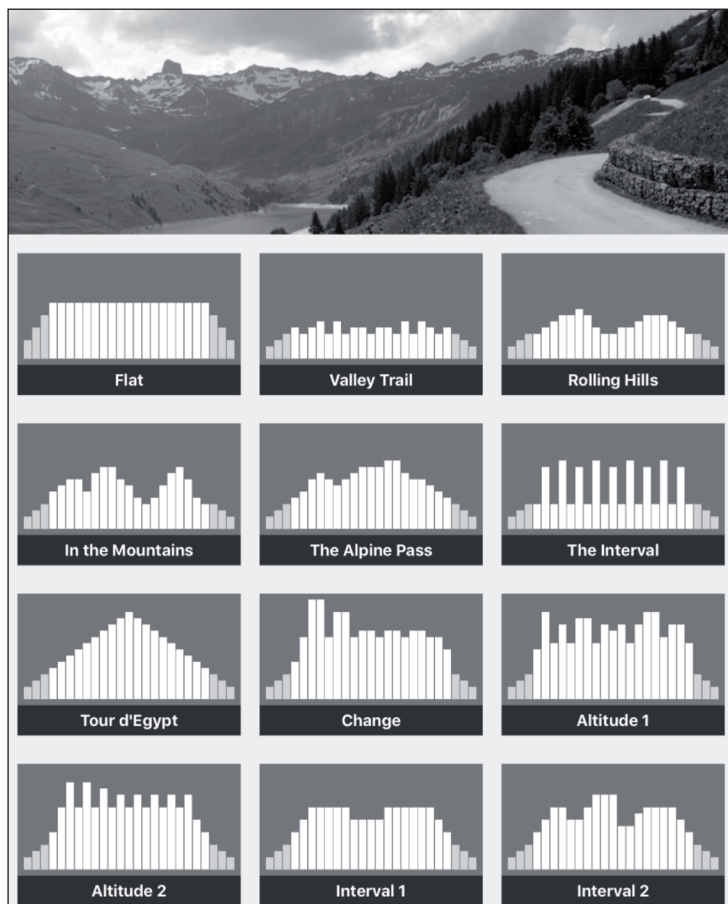 Flat
Valley Trail
Rolling Hills
In the Mountains
The Alpine Pass
The Interval
Tour d'Egypt
Change
Altitude 1
Altitude 2
Interval 1
Interval 2